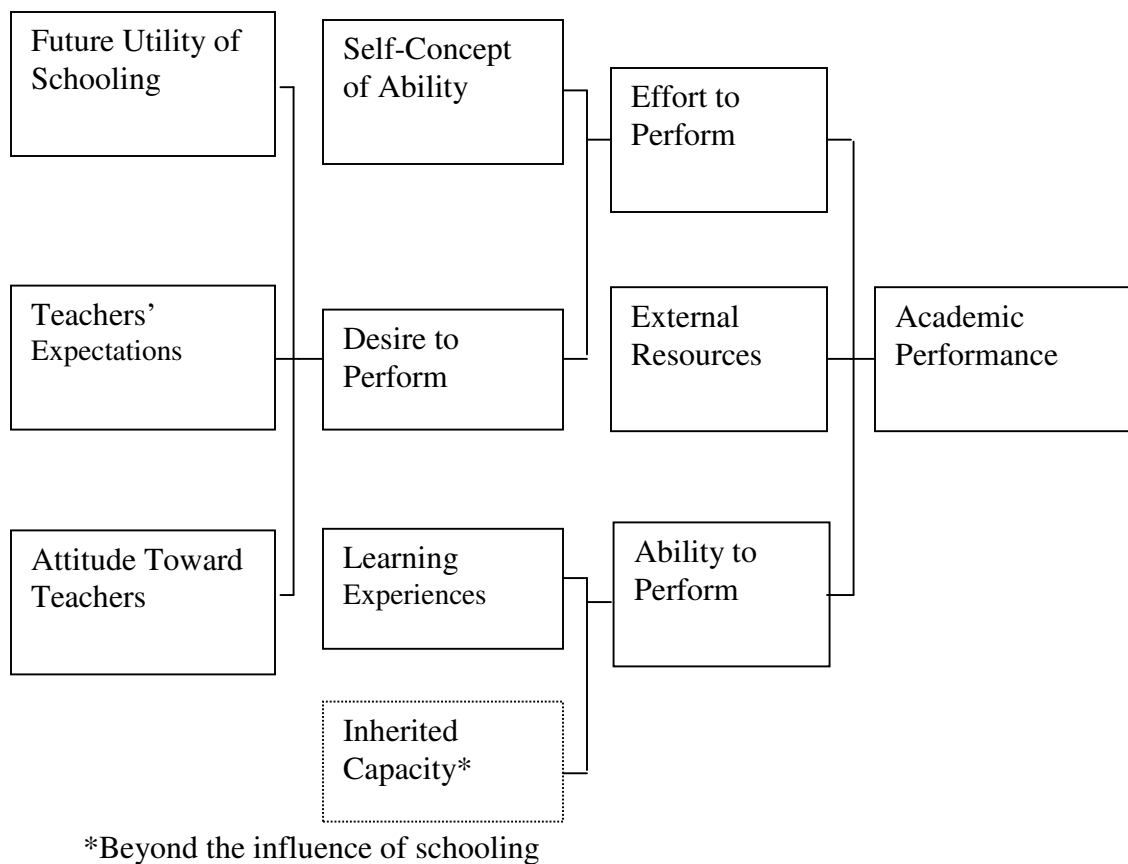 Future Utility of
Schooling
Self-Concept
of Ability
Effort to
Perform
Teachers’
Expectations
Desire to
Perform
External
Resources
Academic
Performance
Attitude Toward
Teachers
Learning
Experiences
Ability to
Perform
Inherited
Capacity*
*Beyond the influence of schooling